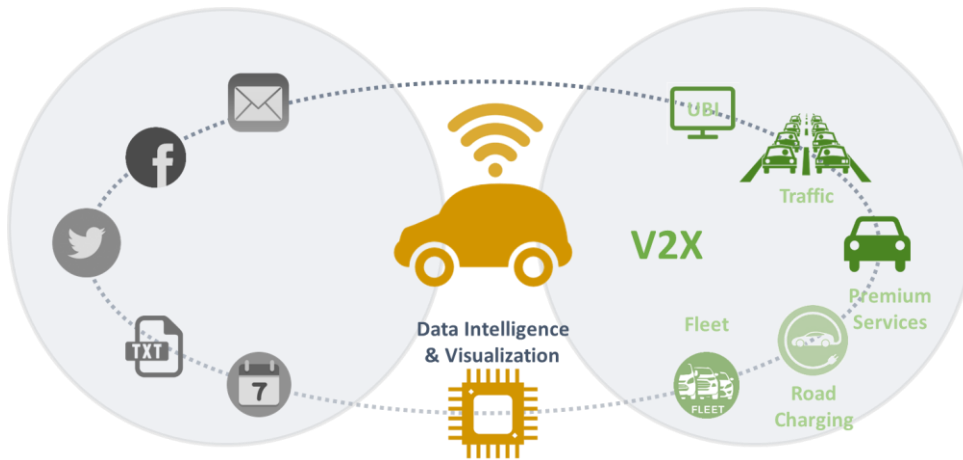 UBI
Traffic
V2X
Premium
Services
Data Intelligence
& Visualization
Fleet
TXT
7
FLEET
Road
Charging